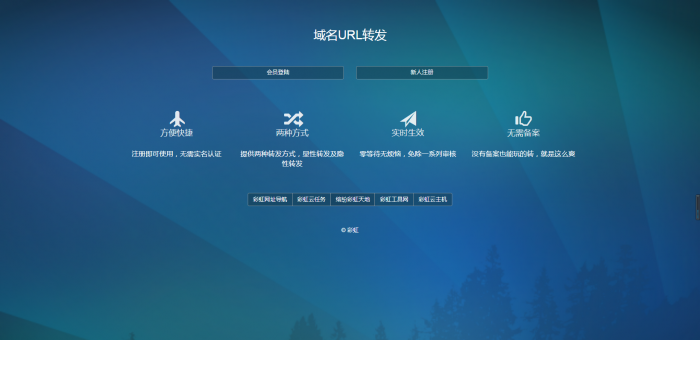 域名URL转发
会员登陆 新人注册
方便快捷 两种方式 实时生效 无需备案
注册即可使用，无需实名认证 提供两种转发方式，塑性转发及隐 零等待无烦恼，免除一系列审核 没有备案也能玩的转，就是这么爽
性转发
彩虹网址导航 彩虹云任务 缤纷彩虹天地 彩虹工具网 彩虹云主机
© 彩虹